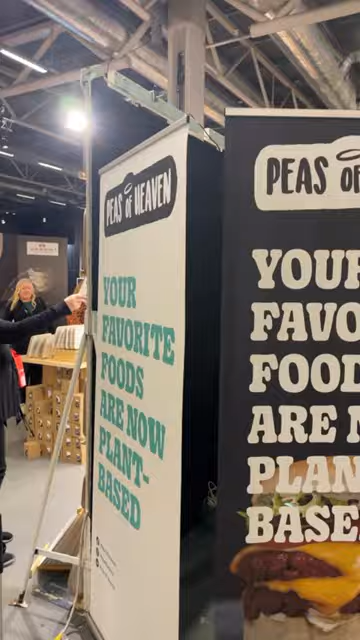 PEAS OF HEAVEN
YOUR
FAVORITE
FOODS
ARE NOW
PLANT-
BASED
PEAS OF
YOUR
FAVO
FOOD
ARE N
PLAN
BASE